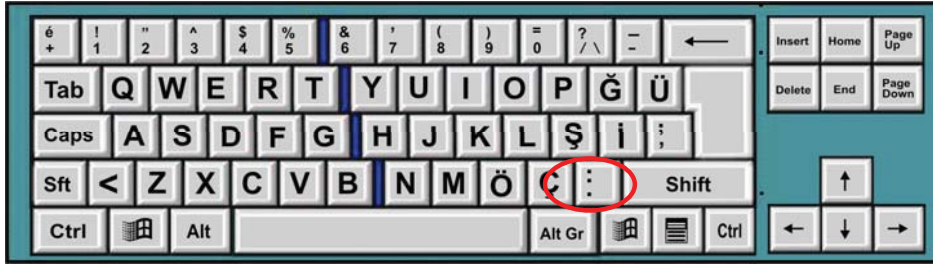 é + ! 1 " 2 ^ 3 $ 4 % 5 & 6 ' 7 ( 8 ) 9 = 0 ? / \ _ - ←
Insert Home Page Up
Tab Q W E R T Y U I O P Ğ Ü
Delete End Page Down
Caps A S D F G H J K L Ş İ ;
Sft < Z X C V B N M Ö Ç : . Shift ↑
Ctrl Alt Alt Gr Ctrl ← ↓ →